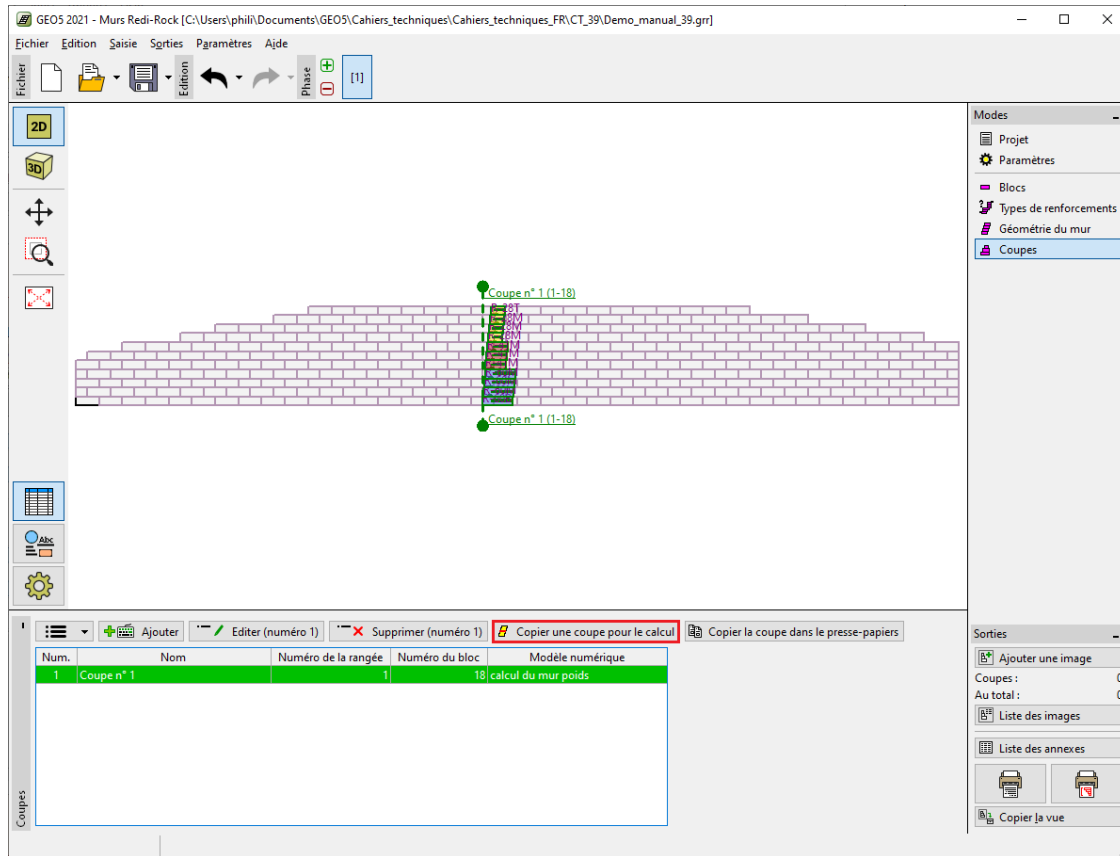 GEO5 2021 - Murs Redi-Rock [C:\Users\phili\Documents\GEO5\Cahiers_techniques\Cahiers_techniques_FR\CT_39\Demo_manual_39.grr]
Fichier Edition Saisie Sorties Paramètres Aide
Fichier
Edition
Phase
[1]
2D
3D
Abc
Modes
Projet
Paramètres
Blocs
Types de renforcements
Géométrie du mur
Coupes
Coupe n° 1 (1-18)
R-28T
Coupe n° 1 (1-18)
Ajouter Editer (numéro 1) Supprimer (numéro 1) Copier une coupe pour le calcul Copier la coupe dans le presse-papiers
Num. Nom Numéro de la rangée Numéro du bloc Modèle numérique
1 Coupe n° 1 1 18 calcul du mur poids
Coupes
Sorties
Ajouter une image
Coupes : 0
Au total : 0
Liste des images
Liste des annexes
Copier la vue